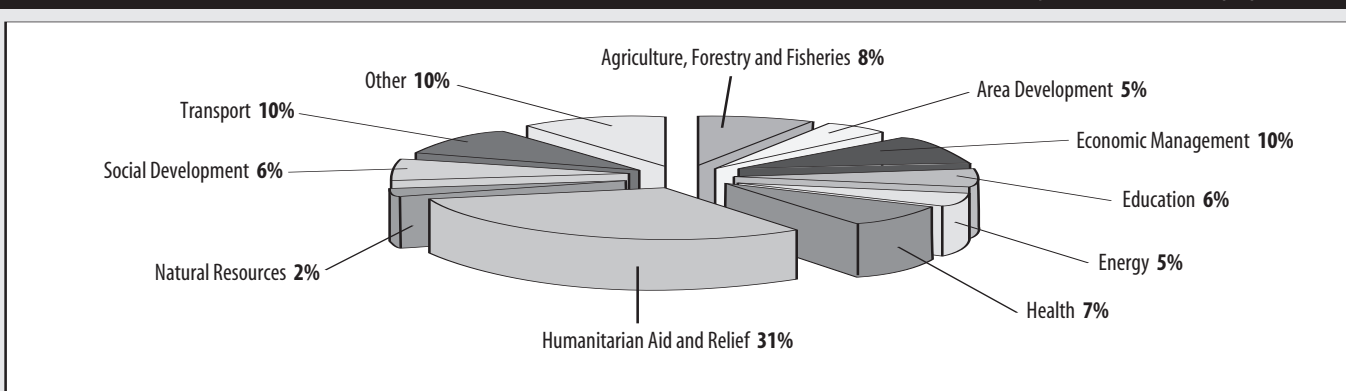 Agriculture, Forestry and Fisheries 8%
Other 10%
Area Development 5%
Transport 10%
Economic Management 10%
Social Development 6%
Education 6%
Energy 5%
Natural Resources 2%
Health 7%
Humanitarian Aid and Relief 31%